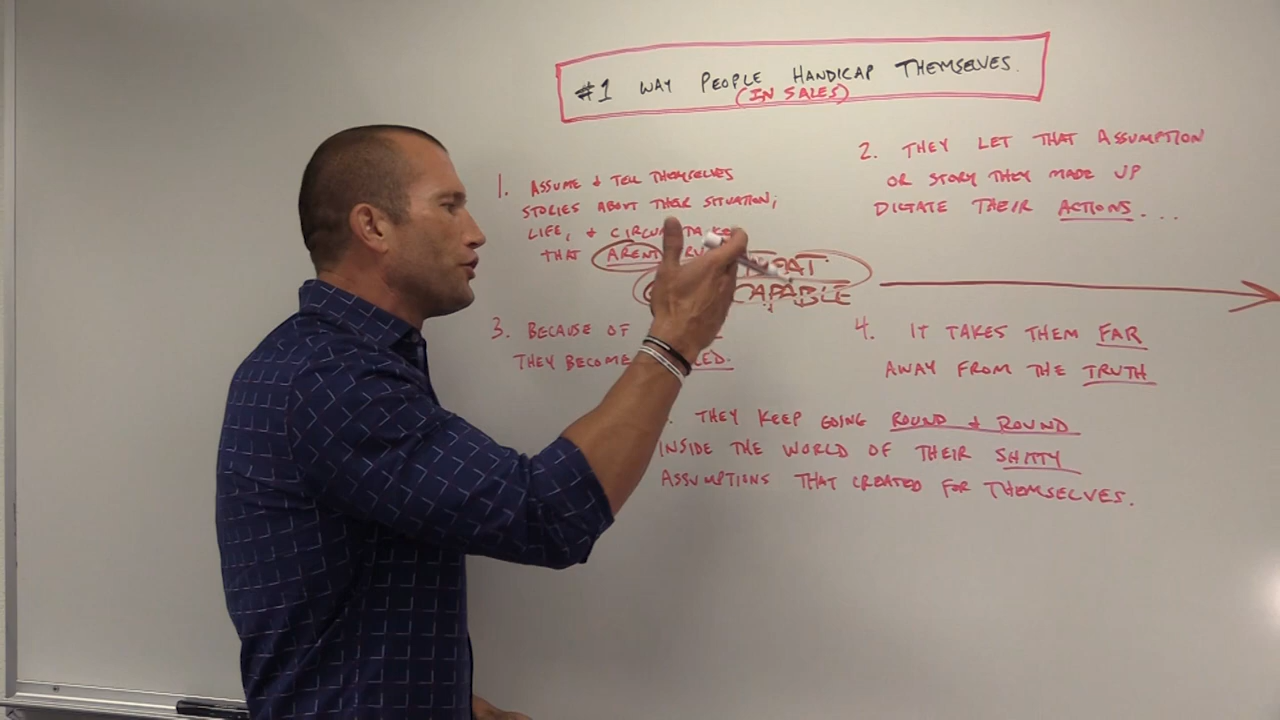 #1 WAY PEOPLE HANDICAP THEMSELVES.
(IN SALES)
1. ASSUME & TELL THEMSELVES
STORIES ABOUT THEIR SITUATION,
LIFE, &
THAT ARENT
CAPABLE
2. THEY LET THAT ASSUMPTION
OR STORY THEY MADE UP
DICTATE THEIR ACTIONS....
3. BECAUSE OF
THEY BECOME
4. IT TAKES THEM FAR
AWAY FROM THE TRUTH
THEY KEEP GOING ROUND & ROUND
INSIDE THE WORLD OF THEIR SHITTY
ASSUMPTIONS THAT CREATED FOR THEMSELVES.